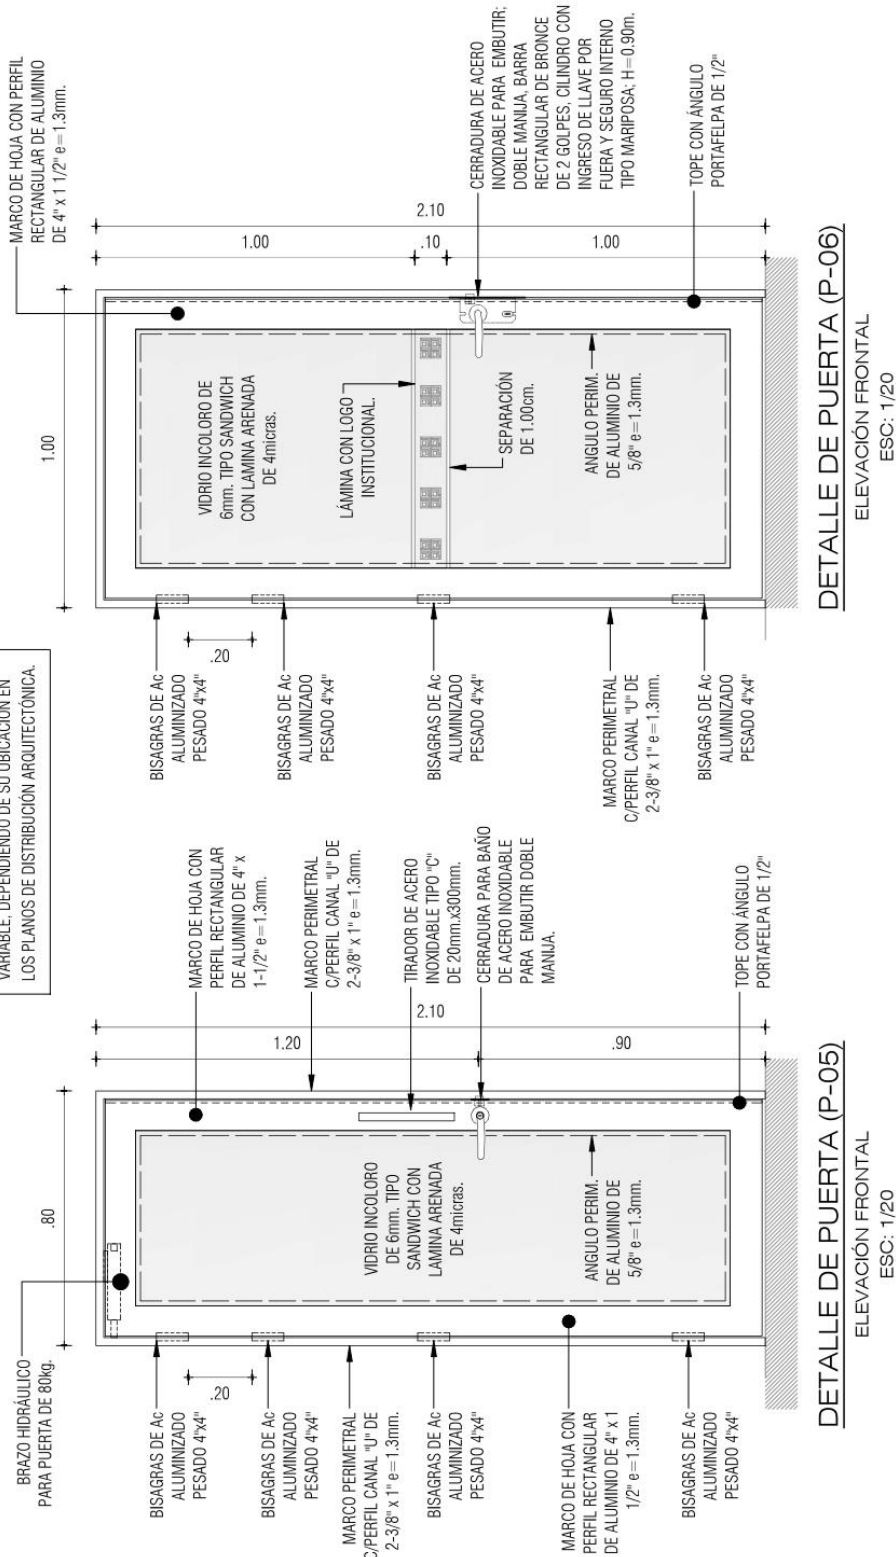 VARIABLE, DEPENDIENDO DE SU UBICACIÓN EN
LOS PLANOS DE DISTRIBUCIÓN ARQUITECTÓNICA.
BRAZO HIDRÁULICO
PARA PUERTA DE 80kg.
.80
MARCO DE HOJA CON
PERFIL RECTANGULAR
DE ALUMINIO DE 4" x
1-1/2" e=1.3mm.
MARCO PERIMETRAL
C/PERFIL CANAL "U" DE
2-3/8" x 1" e=1.3mm.
TIRADOR DE ACERO
INOXIDABLE TIPO "C"
DE 20mm.x300mm.
CERRADURA PARA BAÑO
DE ACERO INOXIDABLE
PARA EMBUTIR DOBLE
MANIJA.
TOPE CON ÁNGULO
PORTAFELPA DE 1/2"
1.20
.90
2.10
BISAGRAS DE Ac
ALUMINIZADO
PESADO 4"x4"
.20
BISAGRAS DE Ac
ALUMINIZADO
PESADO 4"x4"
MARCO PERIMETRAL
C/PERFIL CANAL "U" DE
2-3/8" x 1" e=1.3mm.
BISAGRAS DE Ac
ALUMINIZADO
PESADO 4"x4"
MARCO DE HOJA CON
PERFIL RECTANGULAR
DE ALUMINIO DE 4" x 1
1/2" e=1.3mm.
BISAGRAS DE Ac
ALUMINIZADO
PESADO 4"x4"
VIDRIO INCOLORO
DE 6mm. TIPO
SANDWICH CON
LAMINA ARENADA
DE 4micras.
ANGULO PERIM.
DE ALUMINIO DE
5/8" e=1.3mm.
DETALLE DE PUERTA (P-05)
ELEVACIÓN FRONTAL
ESC: 1/20
MARCO DE HOJA CON PERFIL
RECTANGULAR DE ALUMINIO
DE 4" x 1 1/2" e=1.3mm.
1.00
1.00
.10
1.00
2.10
CERRADURA DE ACERO
INOXIDABLE PARA EMBUTIR;
DOBLE MANIJA, BARRA
RECTANGULAR DE BRONCE
DE 2 GOLPES, CILINDRO CON
INGRESO DE LLAVE POR
FUERA Y SEGURO INTERNO
TIPO MARIPOSA; H=0.90m.
TOPE CON ÁNGULO
PORTAFELPA DE 1/2"
BISAGRAS DE Ac
ALUMINIZADO
PESADO 4"x4"
.20
BISAGRAS DE Ac
ALUMINIZADO
PESADO 4"x4"
BISAGRAS DE Ac
ALUMINIZADO
PESADO 4"x4"
MARCO PERIMETRAL
C/PERFIL CANAL "U" DE
2-3/8" x 1" e=1.3mm.
BISAGRAS DE Ac
ALUMINIZADO
PESADO 4"x4"
VIDRIO INCOLORO DE
6mm. TIPO SANDWICH
CON LAMINA ARENADA
DE 4micras.
LÁMINA CON LOGO
INSTITUCIONAL.
SEPARACIÓN
DE 1.00cm.
ANGULO PERIM.
DE ALUMINIO DE
5/8" e=1.3mm.
DETALLE DE PUERTA (P-06)
ELEVACIÓN FRONTAL
ESC: 1/20